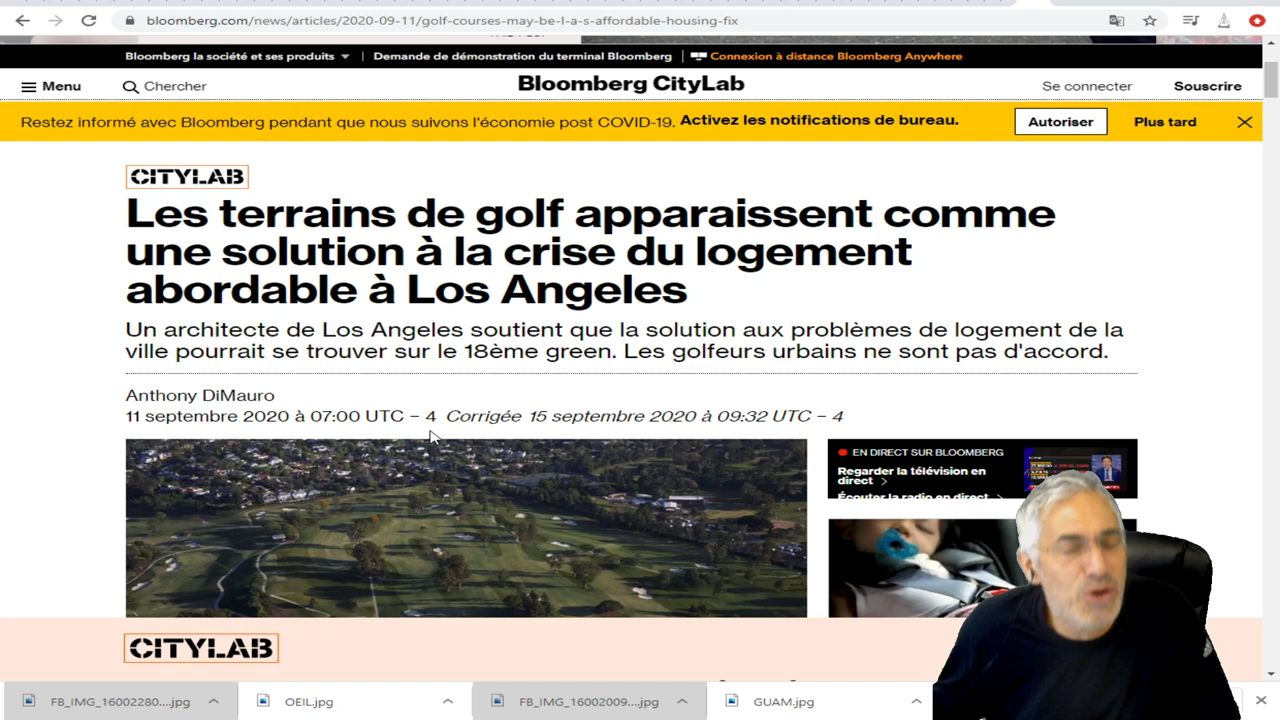 bloomberg.com/news/articles/2020-09-11/golf-courses-may-be-l-a-s-affordable-housing-fix
Bloomberg la société et ses produits
Demande de démonstration du terminal Bloomberg
Connexion à distance Bloomberg Anywhere
Menu
Chercher
Bloomberg CityLab
Se connecter
Souscrire
Restez informé avec Bloomberg pendant que nous suivons l'économie post COVID-19. Activez les notifications de bureau.
Autoriser
Plus tard
CITYLAB
Les terrains de golf apparaissent comme
une solution à la crise du logement
abordable à Los Angeles
Un architecte de Los Angeles soutient que la solution aux problèmes de logement de la
ville pourrait se trouver sur le 18ème green. Les golfeurs urbains ne sont pas d'accord.
Anthony DiMauro
11 septembre 2020 à 07:00 UTC − 4 Corrigée 15 septembre 2020 à 09:32 UTC − 4
EN DIRECT SUR BLOOMBERG
Regarder la télévision en
direct
Écouter la radio en direct
CITYLAB
FB_IMG_16002280....jpg
OEIL.jpg
FB_IMG_16002009....jpg
GUAM.jpg